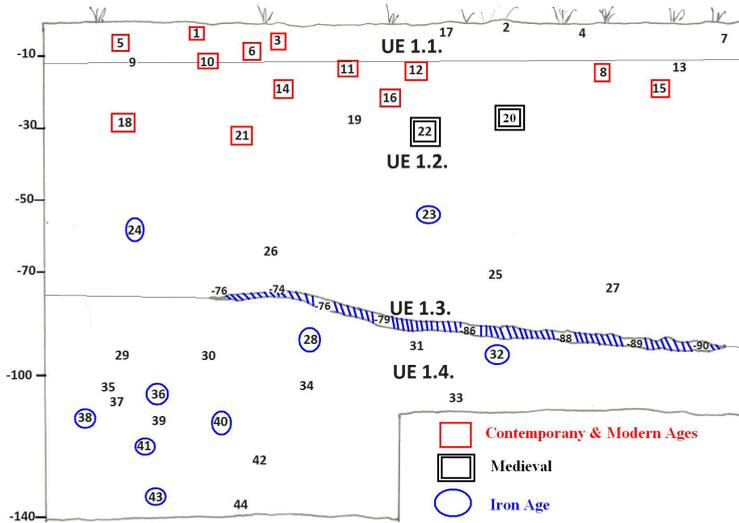 17 2 4 7
1 3
5 6 UE 1.1.
-10
9 10 11 12 8 13
14 16 15
-30
18 21 19 22 20
UE 1.2.
-50
24 23
26
-70 25 27
-76 -74 -76 -79 UE 1.3. -86 -88 -89 -90
28 31 32
29 30
-100 UE 1.4.
35 36 34
37 33
38 39 40
41
42
43
44
-140
Contemporany & Modern Ages
Medieval
Iron Age